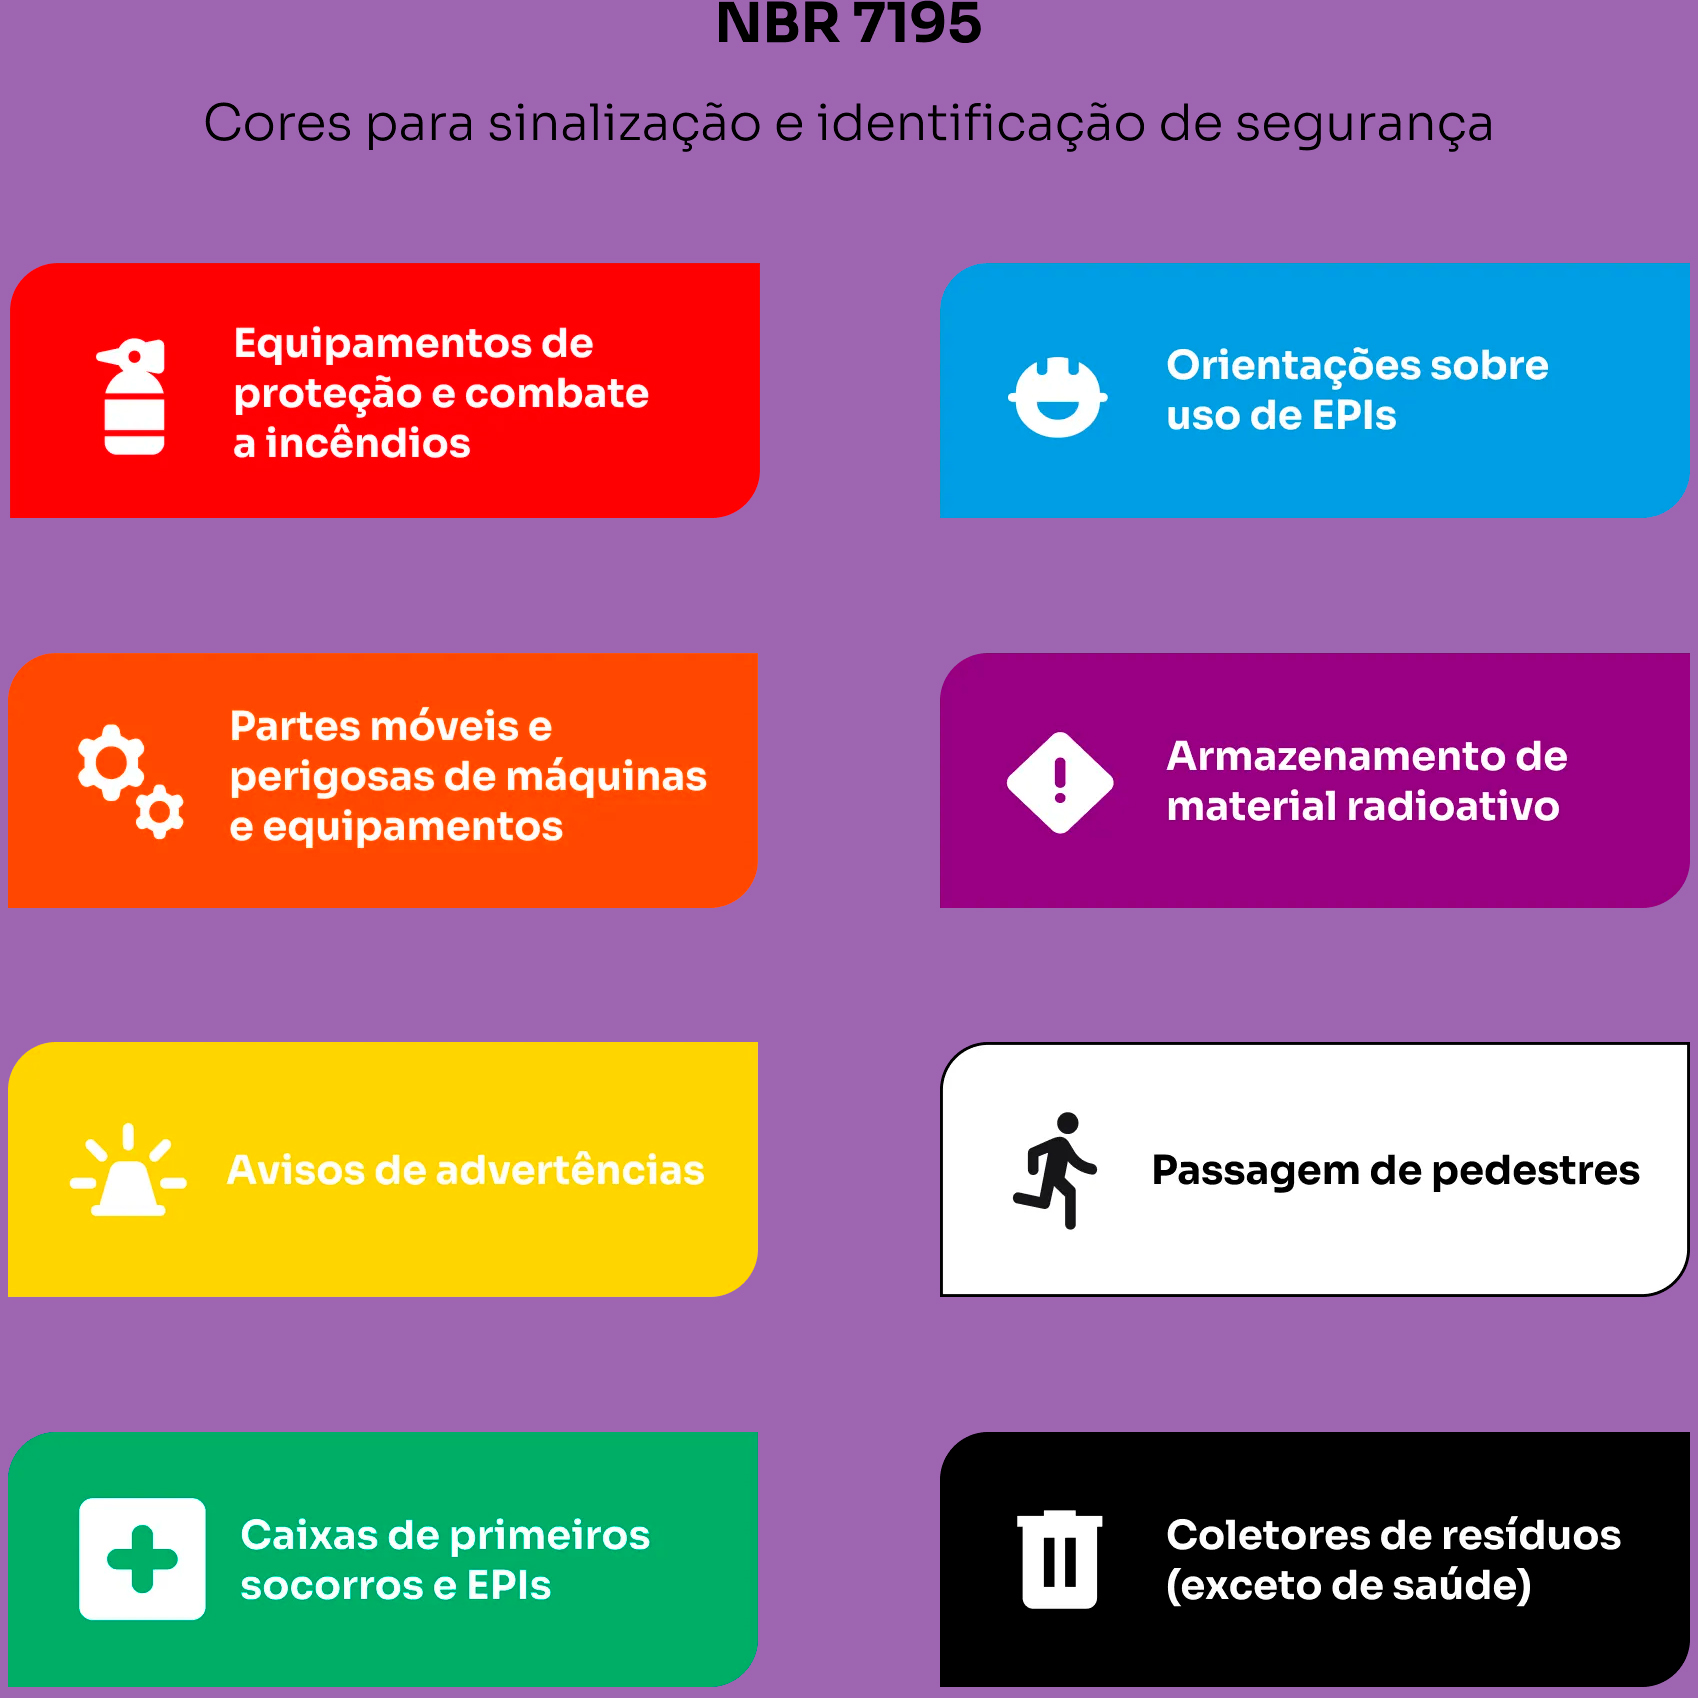 NBR 7195
Cores para sinalização e identificação de segurança
Equipamentos de
proteção e combate
a incêndios
Orientações sobre
uso de EPIs
Partes móveis e
perigosas de máquinas
e equipamentos
Armazenamento de
material radioativo
Avisos de advertências
Passagem de pedestres
Caixas de primeiros
socorros e EPIs
Coletores de resíduos
(exceto de saúde)